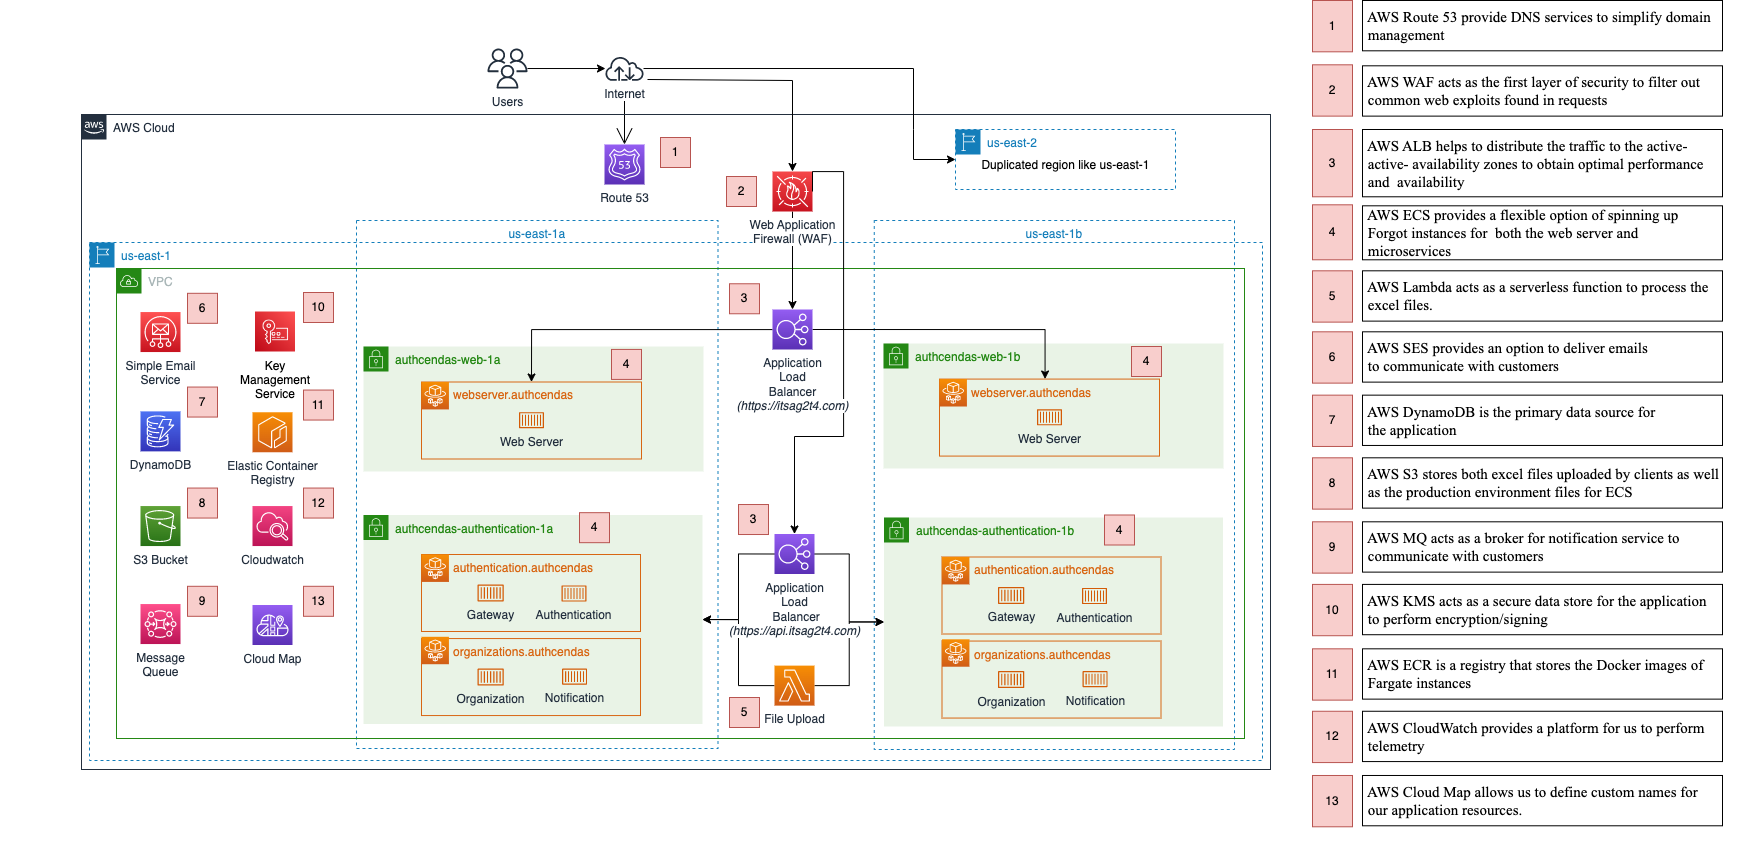 Users
Internet
aws
AWS Cloud
53
Route 53
1
2
Web Application
Firewall (WAF)
us-east-2
Duplicated region like us-east-1
us-east-1a
us-east-1b
us-east-1
VPC
6
Simple Email
Service
10
Key
Management
Service
7
DynamoDB
11
Elastic Container
Registry
8
S3 Bucket
12
Cloudwatch
9
Message
Queue
13
Cloud Map
3
Application
Load
Balancer
(https://itsag2t4.com)
authcendas-web-1a
4
webserver.authcendas
Web Server
authcendas-web-1b
4
webserver.authcendas
Web Server
authcendas-authentication-1a
4
authentication.authcendas
Gateway
Authentication
organizations.authcendas
Organization
Notification
3
Application
Load
Balancer
(https://api.itsag2t4.com)
5
File Upload
authcendas-authentication-1b
4
authentication.authcendas
Gateway
Authentication
organizations.authcendas
Organization
Notification
1
AWS Route 53 provide DNS services to simplify domain
management
2
AWS WAF acts as the first layer of security to filter out
common web exploits found in requests
3
AWS ALB helps to distribute the traffic to the active-
active- availability zones to obtain optimal performance
and availability
4
AWS ECS provides a flexible option of spinning up
Forgot instances for both the web server and
microservices
5
AWS Lambda acts as a serverless function to process the
excel files.
6
AWS SES provides an option to deliver emails
to communicate with customers
7
AWS DynamoDB is the primary data source for
the application
8
AWS S3 stores both excel files uploaded by clients as well
as the production environment files for ECS
9
AWS MQ acts as a broker for notification service to
communicate with customers
10
AWS KMS acts as a secure data store for the application
to perform encryption/signing
11
AWS ECR is a registry that stores the Docker images of
Fargate instances
12
AWS CloudWatch provides a platform for us to perform
telemetry
13
AWS Cloud Map allows us to define custom names for
our application resources.